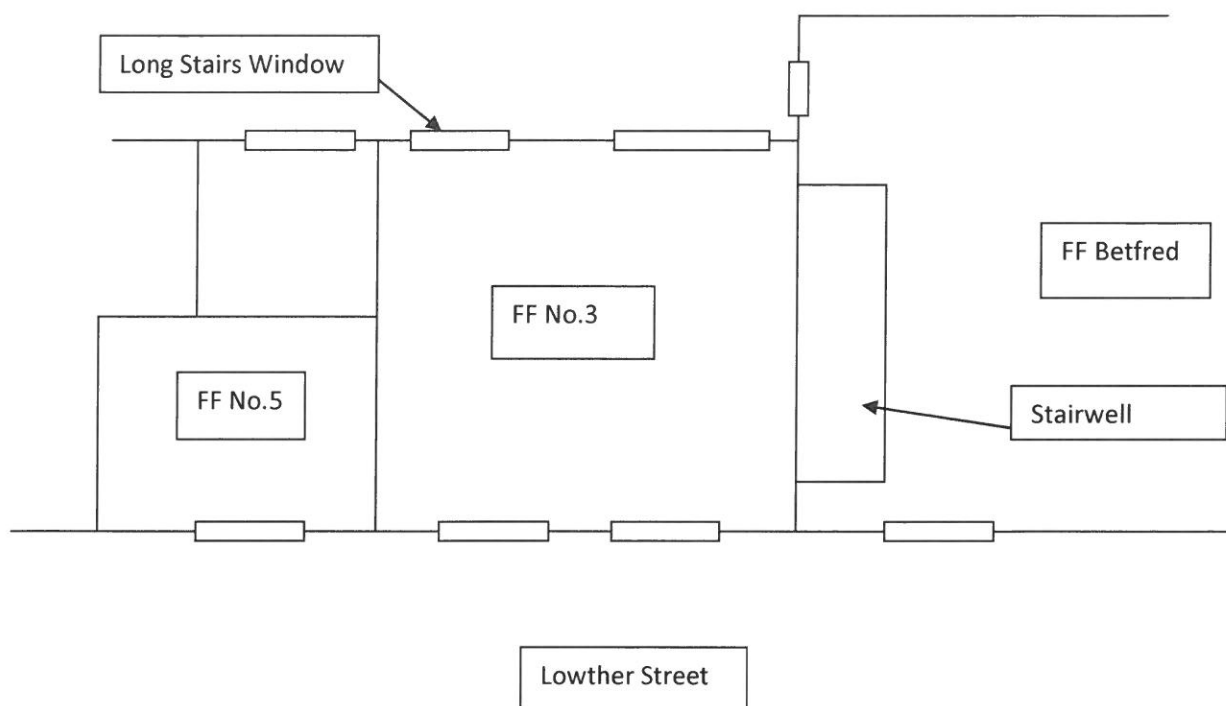 Long Stairs Window
FF Betfred
FF No.3
FF No.5
Stairwell
Lowther Street